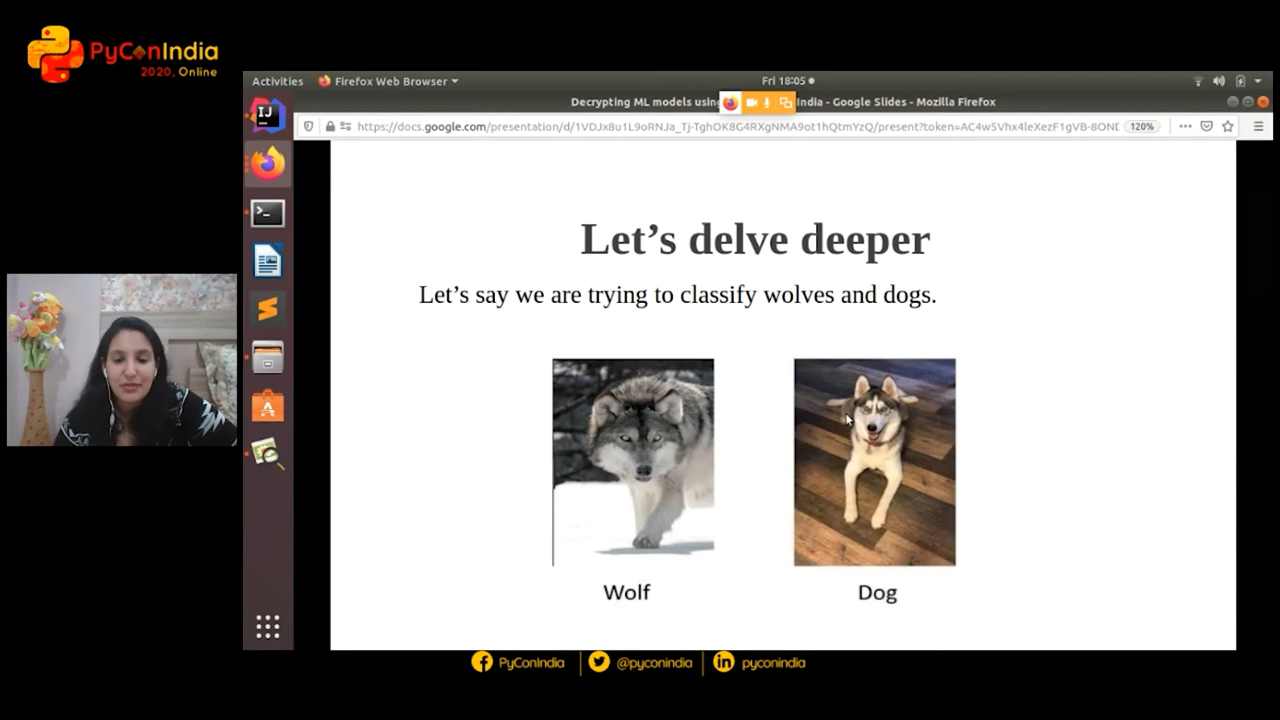 PyConIndia
2020, Online
Activities
Firefox Web Browser
Fri 18:05
Decrypting ML models using
India - Google Slides - Mozilla Firefox
https://docs.google.com/presentation/d/1VDJx8u1L9oRNJa_Tj-TghOK8G4RXgNMA9ot1hQtmYzQ/present?token=AC4w5Vhx4leXezF1gVB-8OND
120%
IJ
Let's delve deeper
Let's say we are trying to classify wolves and dogs.
Wolf
Dog
PyConIndia
@pyconindia
pyconindia